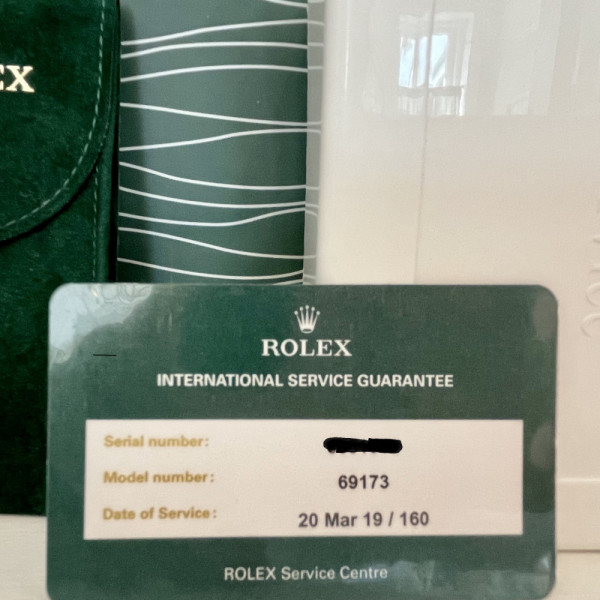 EX
ROLEX
INTERNATIONAL SERVICE GUARANTEE
Serial number:
Model number: 69173
Date of Service: 20 Mar 19 / 160
ROLEX Service Centre